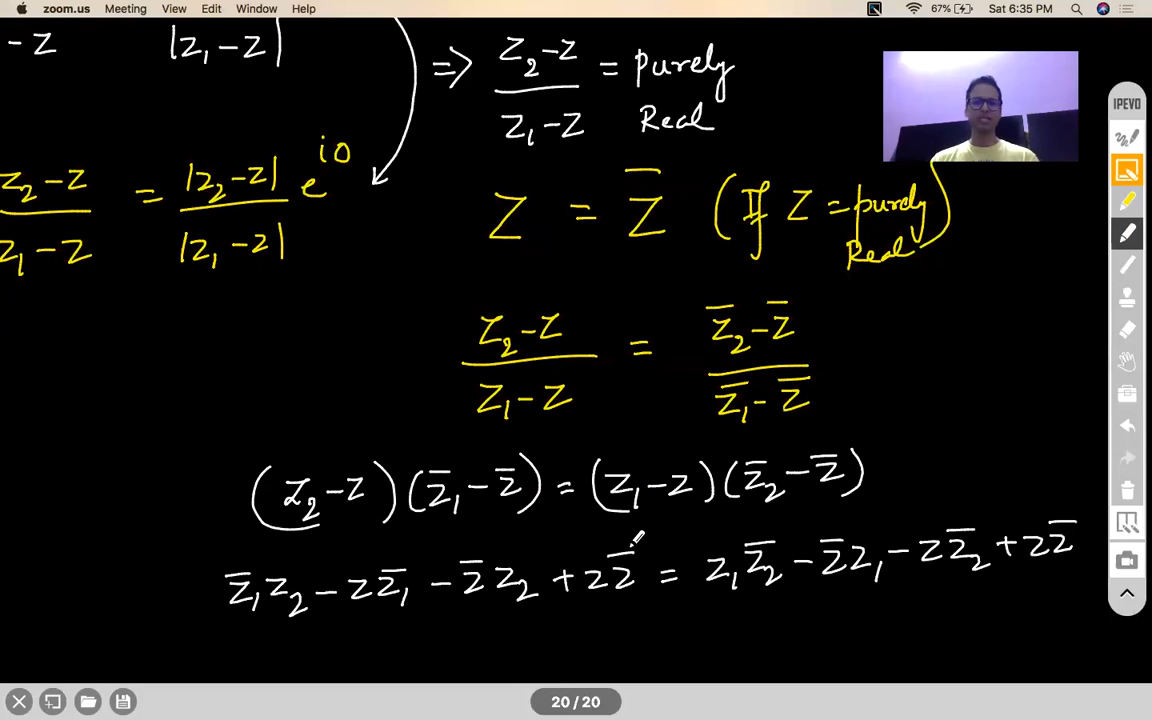 zoom.us Meeting View Edit Window Help 67% Sat 6:35 PM
IPEVO
- z |z₁ - z|
=> z₂ - z / z₁ - z = purely Real
z₂ - z / z₁ - z = |z₂ - z| / |z₁ - z| e^{i0}
z = z̅ (If z = purely Real)
z₂ - z / z₁ - z = z̅₂ - z̅ / z̅₁ - z̅
(z₂ - z)(z̅₁ - z̅) = (z₁ - z)(z̅₂ - z̅)
z̅₁z₂ - zz̅₁ - z̅z₂ + zz̅ = z₁z̅₂ - z̅z₁ - zz̅₂ + zz̅
20 / 20